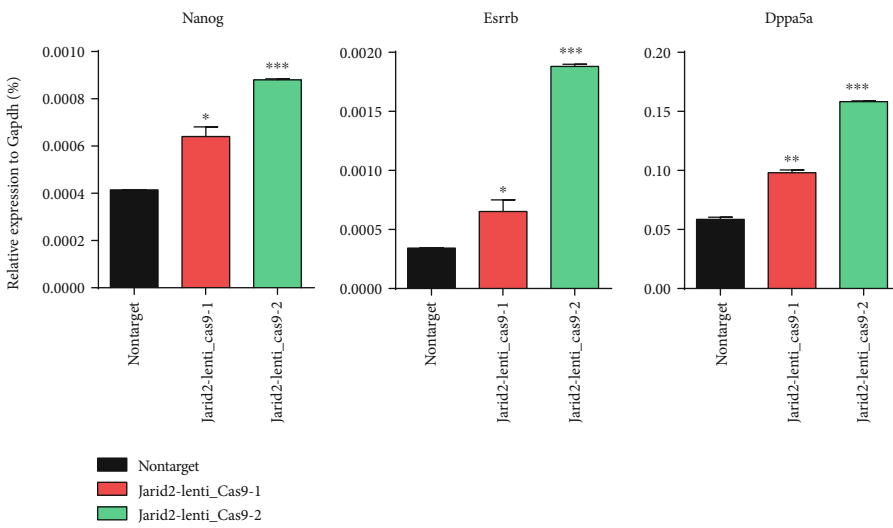 Nanog
Relative expression to Gapdh (%)
0.0010
0.0008
0.0006
0.0004
0.0002
0.0000
*
***
Nontarget
Jarid2-lenti_cas9-1
Jarid2-lenti_cas9-2
Esrrb
0.0020
0.0015
0.0010
0.0005
0.0000
*
***
Nontarget
Jarid2-lenti_cas9-1
Jarid2-lenti_cas9-2
Dppa5a
0.20
0.15
0.10
0.05
0.00
**
***
Nontarget
Jarid2-lenti_cas9-1
Jarid2-lenti_cas9-2
Nontarget
Jarid2-lenti_Cas9-1
Jarid2-lenti_Cas9-2